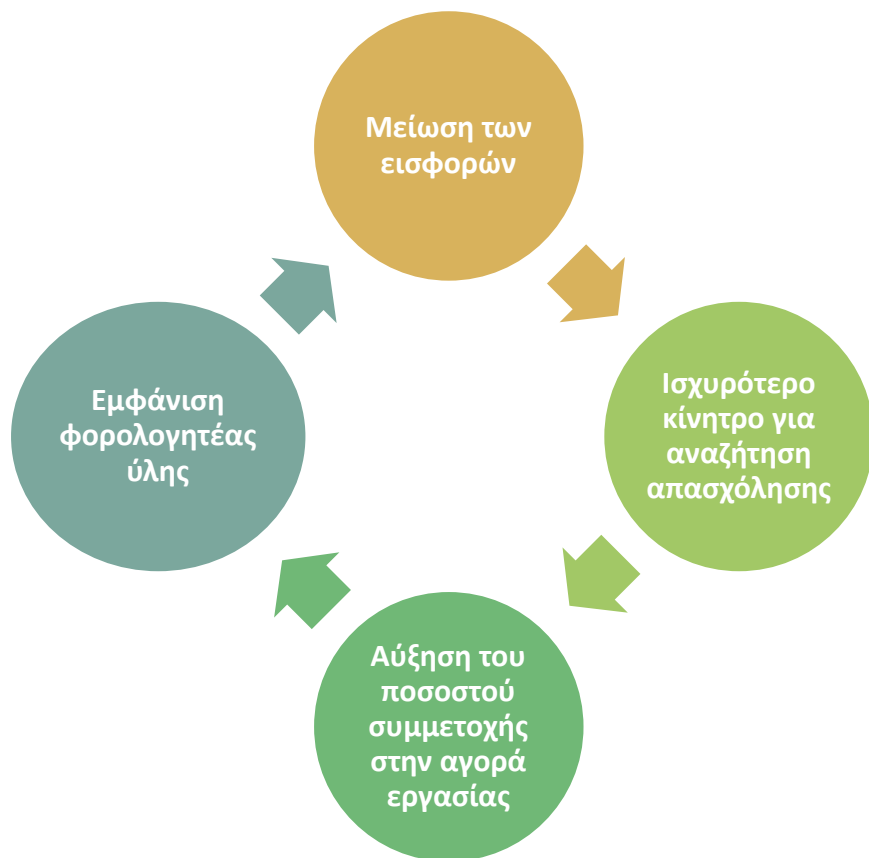 Μείωση των
εισφορών
Ισχυρότερο
κίνητρο για
αναζήτηση
απασχόλησης
Αύξηση του
ποσοστού
συμμετοχής
στην αγορά
εργασίας
Εμφάνιση
φορολογητέας
ύλης